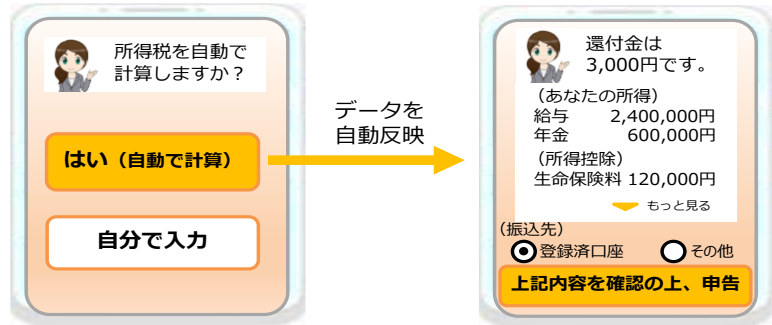 所得税を自動で
計算しますか？
はい（自動で計算）
自分で入力
データを
自動反映
還付金は
3,000円です。
（あなたの所得）
給与 2,400,000円
年金 600,000円
（所得控除）
生命保険料 120,000円
もっと見る
（振込先）
登録済口座 その他
上記内容を確認の上、申告